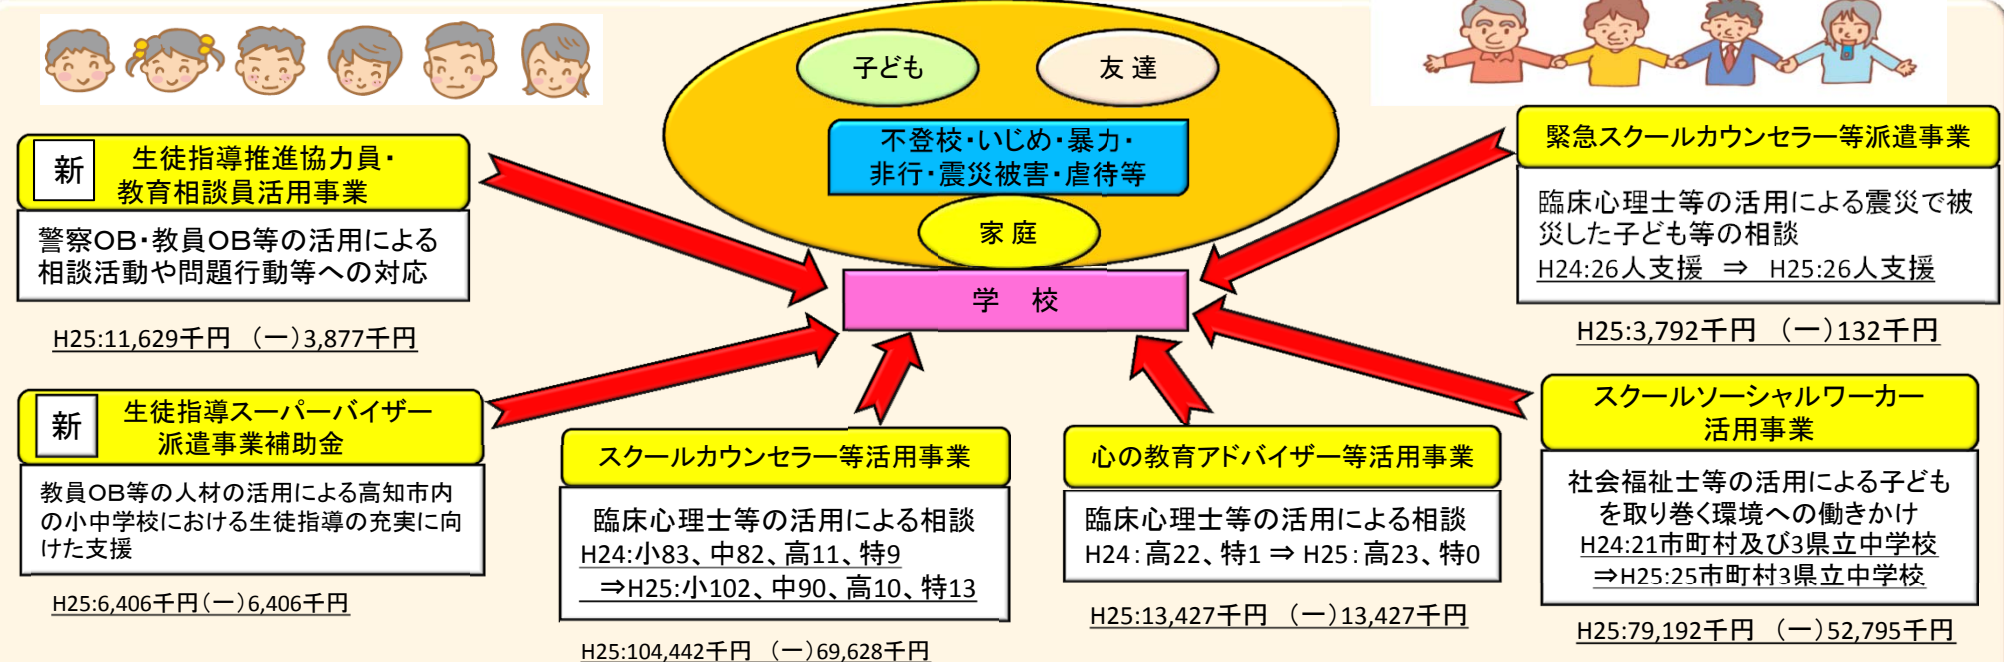 子ども
友 達
不登校・いじめ・暴力・
非行・震災被害・虐待等
家 庭
学 校
新
生徒指導推進協力員・
教育相談員活用事業
警察OB・教員OB等の活用による
相談活動や問題行動等への対応
H25:11,629千円 (一)3,877千円
新
生徒指導スーパーバイザー
派遣事業補助金
教員OB等の人材の活用による高知市内
の小中学校における生徒指導の充実に向
けた支援
H25:6,406千円(一)6,406千円
スクールカウンセラー等活用事業
臨床心理士等の活用による相談
H24:小83、中82、高11、特9
⇒H25:小102、中90、高10、特13
H25:104,442千円 (一)69,628千円
心の教育アドバイザー等活用事業
臨床心理士等の活用による相談
H24:高22、特1 ⇒ H25:高23、特0
H25:13,427千円 (一)13,427千円
緊急スクールカウンセラー等派遣事業
臨床心理士等の活用による震災で被
災した子ども等の相談
H24:26人支援 ⇒ H25:26人支援
H25:3,792千円 (一)132千円
スクールソーシャルワーカー
活用事業
社会福祉士等の活用による子ども
を取り巻く環境への働きかけ
H24:21市町村及び3県立中学校
⇒H25:25市町村3県立中学校
H25:79,192千円 (一)52,795千円